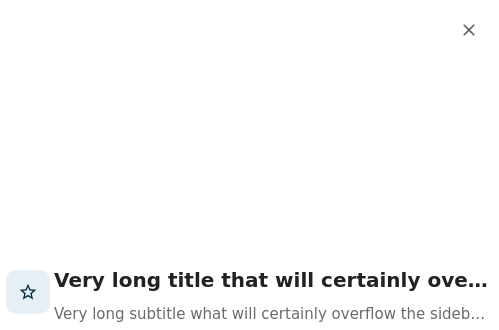 Very long title that will certainly ove...
Very long subtitle what will certainly overflow the sideb...